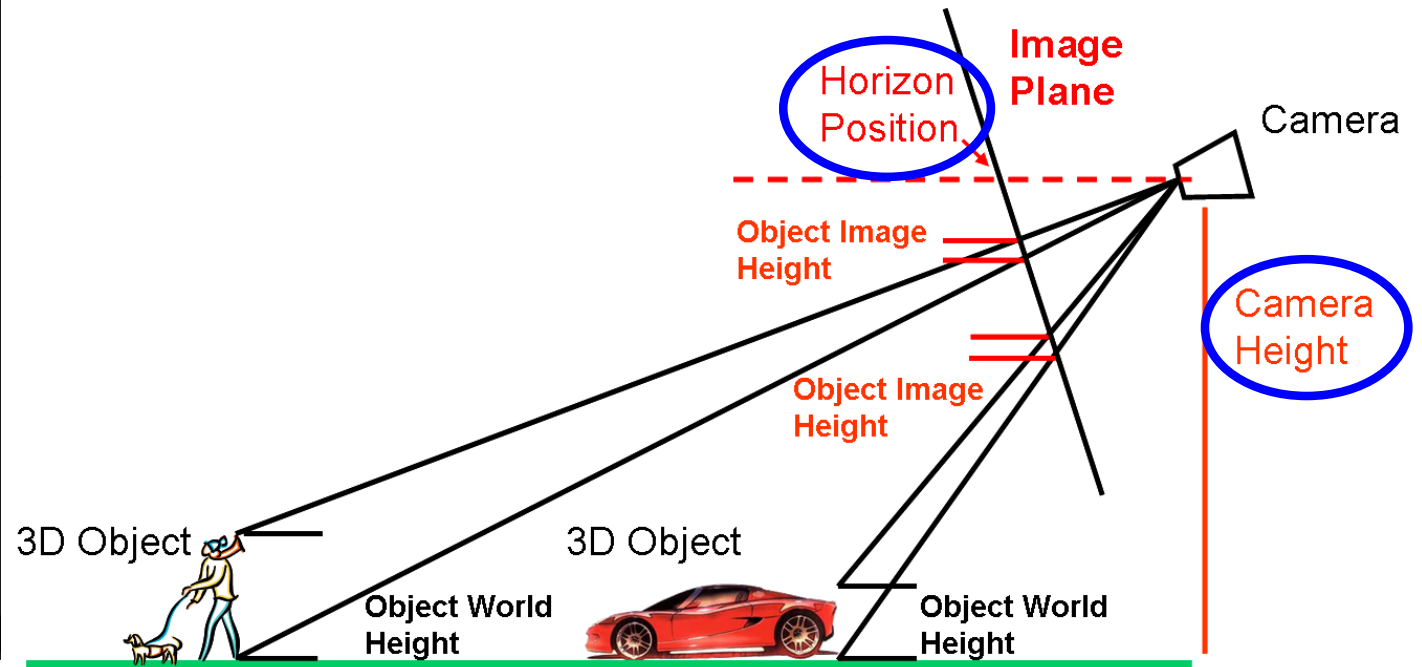 Image
Plane
Horizon
Position
Camera
Object Image
Height
Camera
Height
Object Image
Height
3D Object
3D Object
Object World
Height
Object World
Height